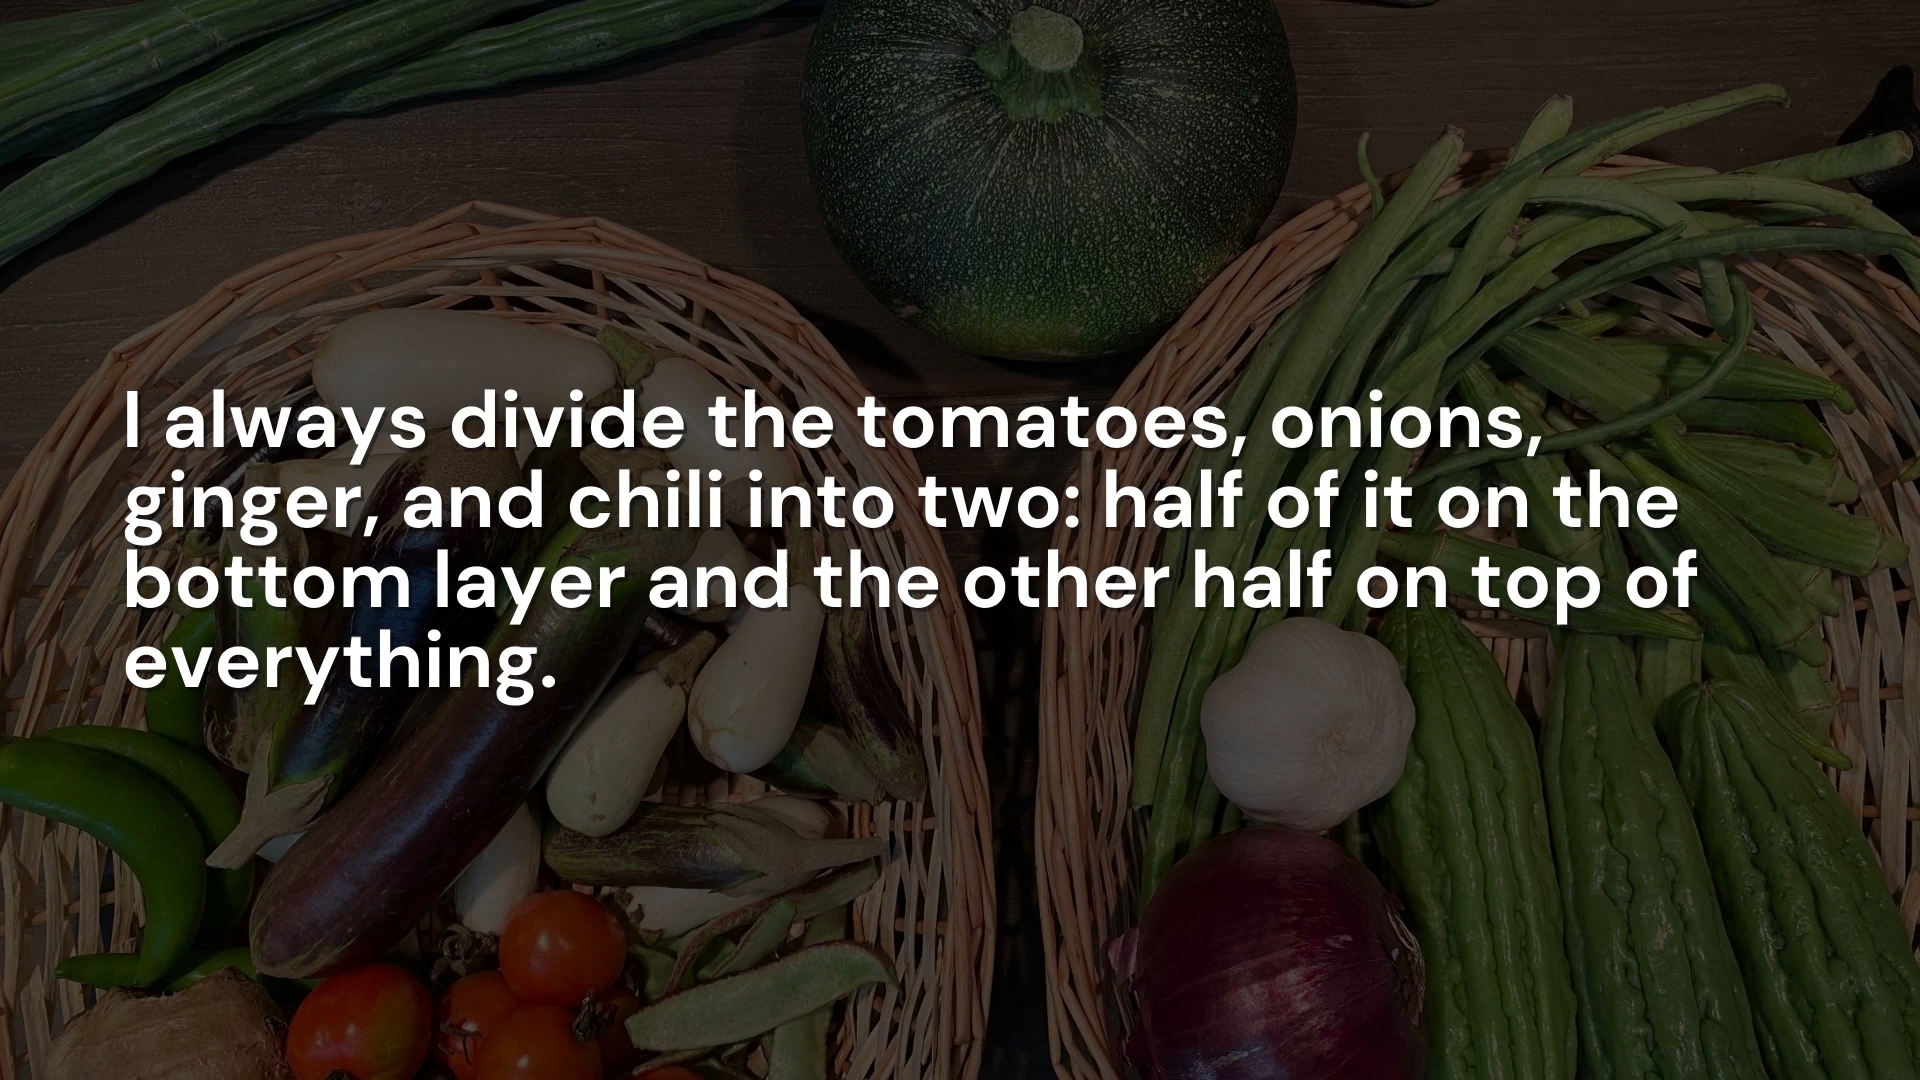 I always divide the tomatoes, onions,
ginger, and chili into two: half of it on the
bottom layer and the other half on top of
everything.